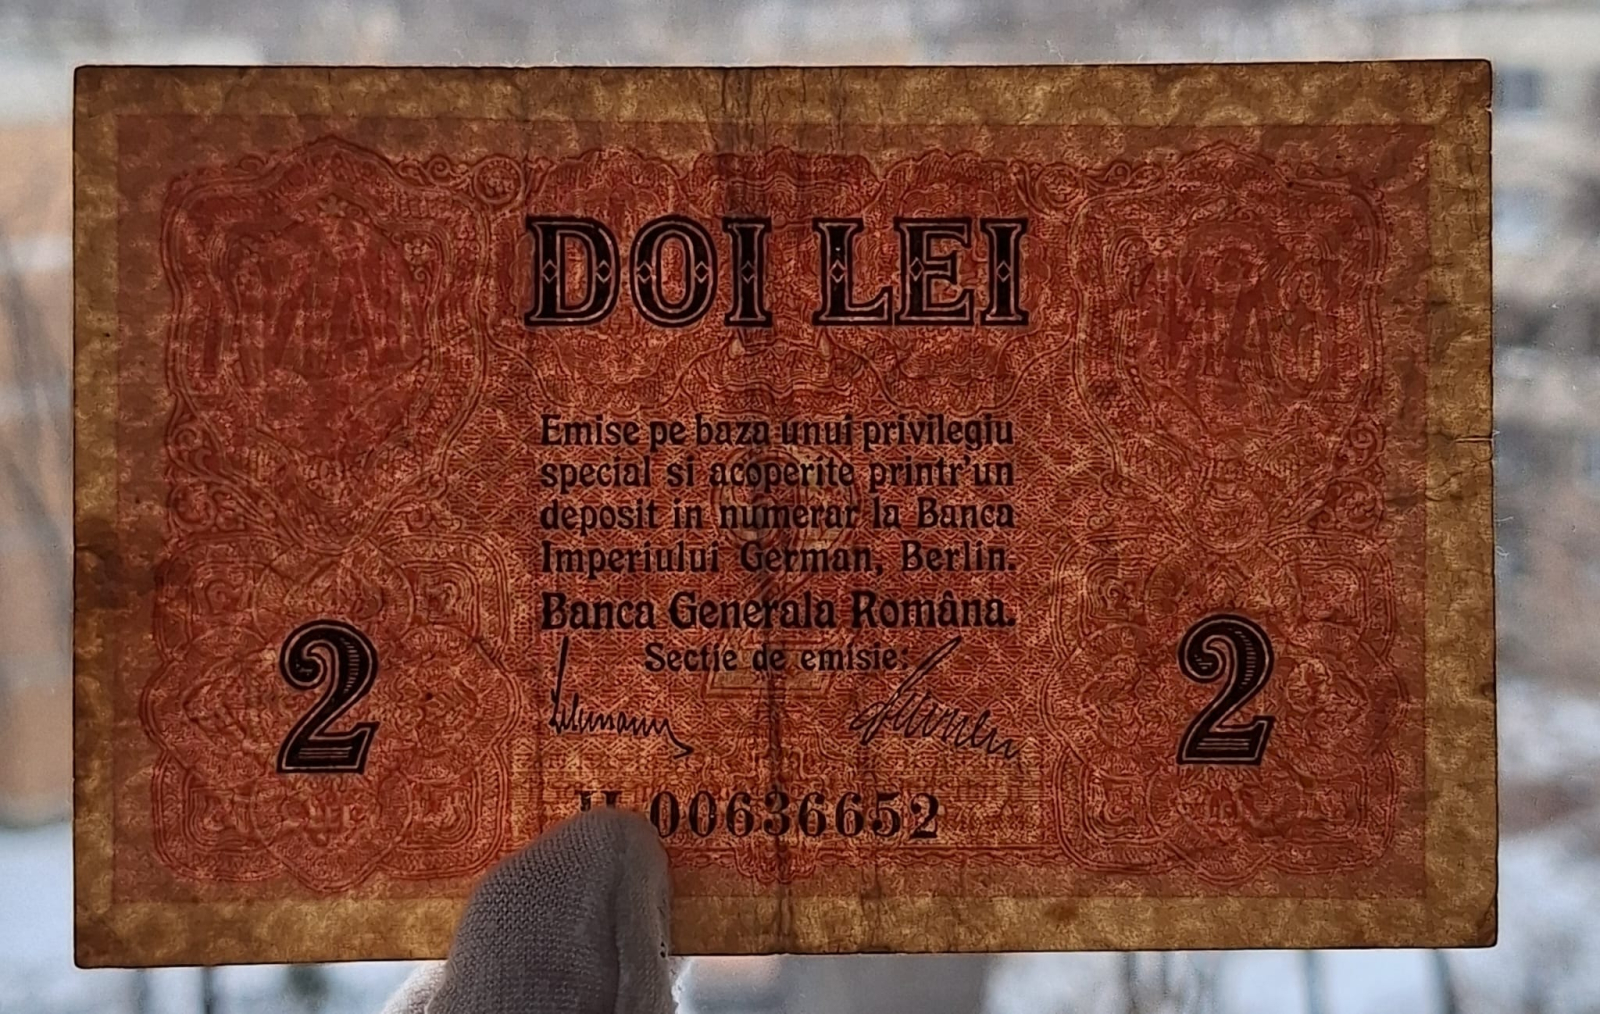 DOI LEI
Emise pe baza unui privilegiu
special si acoperite printr'un
deposit in numerar la Banca
Imperiului German, Berlin.
Banca Generala Româna.
Sectie de emisie:
2
2
00636652